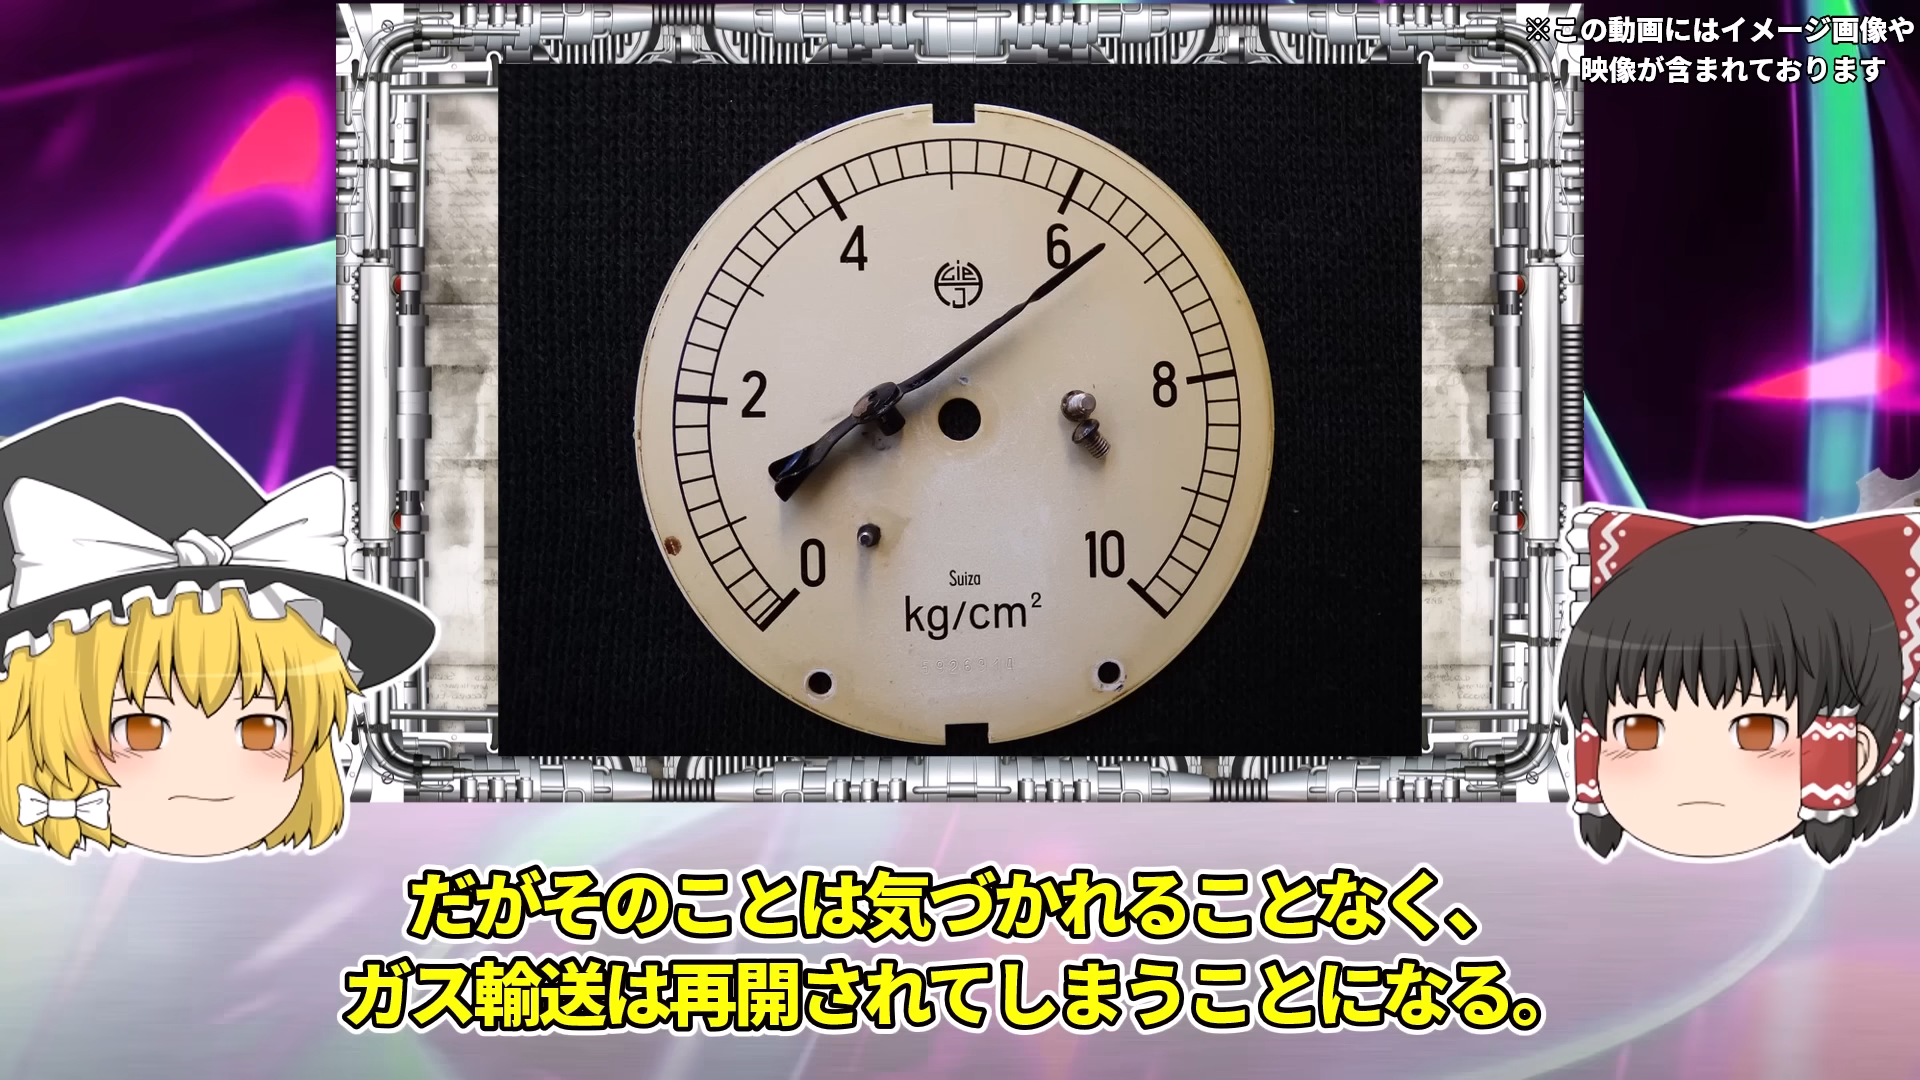 ※この動画にはイメージ画像や
映像が含まれております
4
6
2
8
0
10
Suiza
kg/cm²
だがそのことは気づかれることなく、
ガス輸送は再開されてしまうことになる。